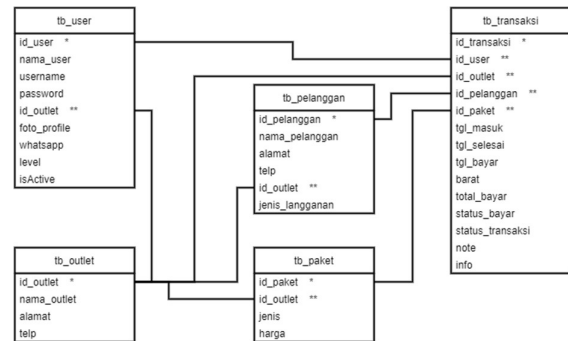 tb_user
id_user *
nama_user
username
password
id_outlet **
foto_profile
whatsapp
level
isActive
tb_pelanggan
id_pelanggan *
nama_pelanggan
alamat
telp
id_outlet **
jenis_langganan
tb_transaksi
id_transaksi *
id_user **
id_outlet **
id_pelanggan **
id_paket **
tgl_masuk
tgl_selesai
tgl_bayar
barat
total_bayar
status_bayar
status_transaksi
note
info
tb_outlet
id_outlet *
nama_outlet
alamat
telp
tb_paket
id_paket *
id_outlet **
jenis
harga